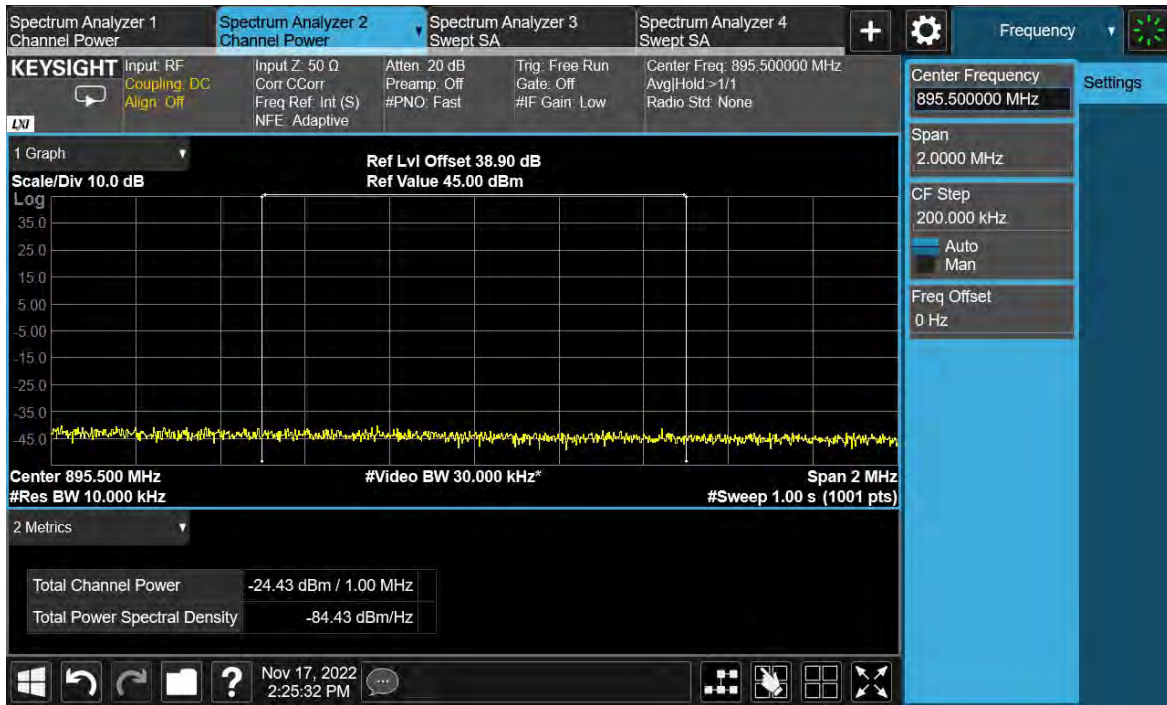 Spectrum Analyzer 1
Channel Power
Spectrum Analyzer 2
Channel Power
Spectrum Analyzer 3
Swept SA
Spectrum Analyzer 4
Swept SA
+
Frequency
KEYSIGHT
LXI
Input: RF
Coupling: DC
Align: Off
Input Z: 50 Ω
Corr CCorr
Freq Ref: Int (S)
NFE: Adaptive
Atten: 20 dB
Preamp: Off
#PNO: Fast
Trig: Free Run
Gate: Off
#IF Gain: Low
Center Freq: 895.500000 MHz
Avg|Hold:>1/1
Radio Std: None
Center Frequency
895.500000 MHz
Settings
Span
2.0000 MHz
CF Step
200.000 kHz
Auto
Man
Freq Offset
0 Hz
1 Graph
Scale/Div 10.0 dB
Ref Lvl Offset 38.90 dB
Ref Value 45.00 dBm
Log
35.0
25.0
15.0
5.00
-5.00
-15.0
-25.0
-35.0
-45.0
Center 895.500 MHz
#Video BW 30.000 kHz*
Span 2 MHz
#Res BW 10.000 kHz
#Sweep 1.00 s (1001 pts)
2 Metrics
Total Channel Power -24.43 dBm / 1.00 MHz
Total Power Spectral Density -84.43 dBm/Hz
?
Nov 17, 2022
2:25:32 PM